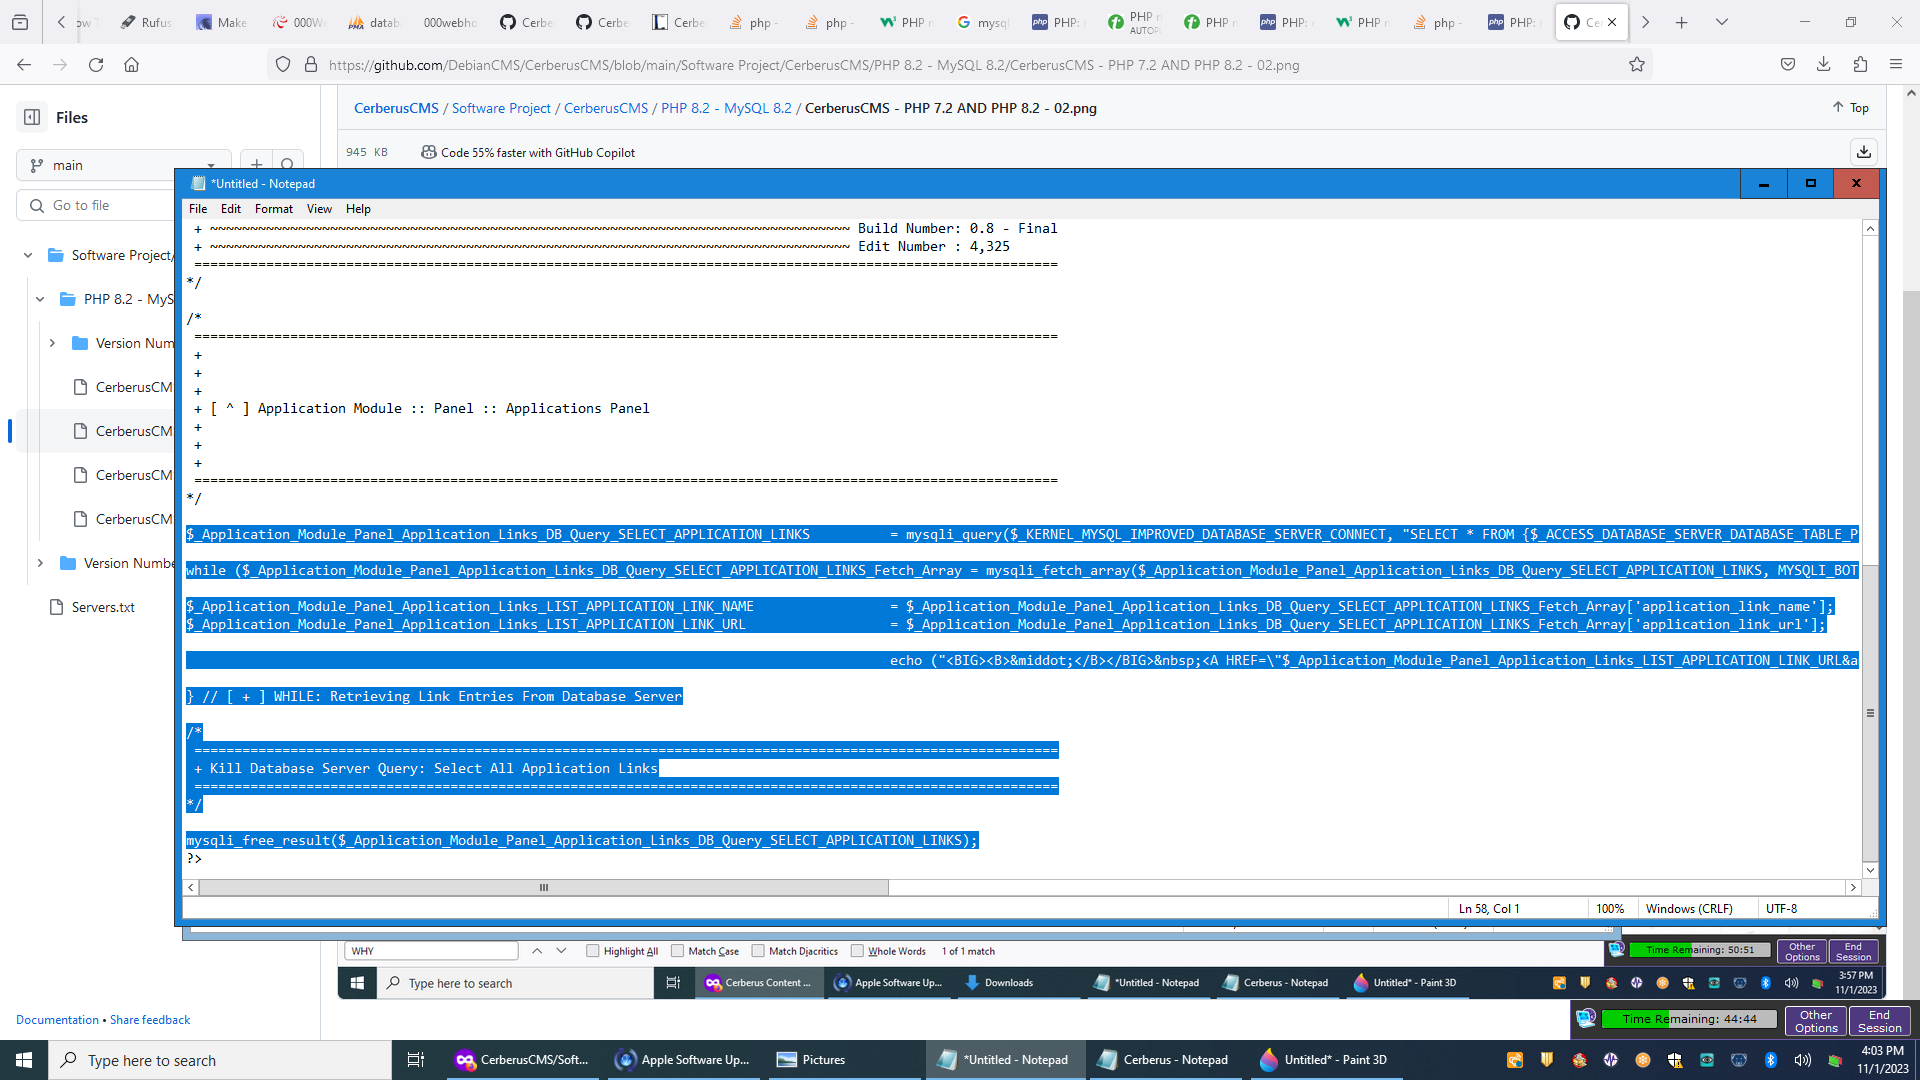 Rufus
Make
000W
datab
000webho
Cerbe
Cerbe
Cerbe
php -
php -
PHP
mysql
PHP:
PHP
AUTOP
PHP
PHP:
PHP
php -
PHP:
https://github.com/DebianCMS/CerberusCMS/blob/main/Software Project/CerberusCMS/PHP 8.2 - MySQL 8.2/CerberusCMS - PHP 7.2 AND PHP 8.2 - 02.png
Files
CerberusCMS / Software Project / CerberusCMS / PHP 8.2 - MySQL 8.2 / CerberusCMS - PHP 7.2 AND PHP 8.2 - 02.png
Top
main
945 KB
Code 55% faster with GitHub Copilot
Go to file
Software Project/
PHP 8.2 - MyS
Version Num
CerberusCM
CerberusCM
CerberusCM
CerberusCM
Version Numbe
Servers.txt
*Untitled - Notepad
File Edit Format View Help
+ ~~~~~~~~~~~~~~~~~~~~~~~~~~~~~~~~~~~~~~~~~~~~~~~~~~~~~~~~~~~~~~~~~~~~~~~~~~~~~~~~ Build Number: 0.8 - Final
+ ~~~~~~~~~~~~~~~~~~~~~~~~~~~~~~~~~~~~~~~~~~~~~~~~~~~~~~~~~~~~~~~~~~~~~~~~~~~~~~~~ Edit Number : 4,325
============================================================================================================
*/
/*
============================================================================================================
+
+
+
+ [ ^ ] Application Module :: Panel :: Applications Panel
+
+
+
============================================================================================================
*/
$_Application_Module_Panel_Application_Links_DB_Query_SELECT_APPLICATION_LINKS = mysqli_query($_KERNEL_MYSQL_IMPROVED_DATABASE_SERVER_CONNECT, "SELECT * FROM {$_ACCESS_DATABASE_SERVER_DATABASE_TABLE_P
while ($_Application_Module_Panel_Application_Links_DB_Query_SELECT_APPLICATION_LINKS_Fetch_Array = mysqli_fetch_array($_Application_Module_Panel_Application_Links_DB_Query_SELECT_APPLICATION_LINKS, MYSQLI_BOT
$_Application_Module_Panel_Application_Links_LIST_APPLICATION_LINK_NAME = $_Application_Module_Panel_Application_Links_DB_Query_SELECT_APPLICATION_LINKS_Fetch_Array['application_link_name'];
$_Application_Module_Panel_Application_Links_LIST_APPLICATION_LINK_URL = $_Application_Module_Panel_Application_Links_DB_Query_SELECT_APPLICATION_LINKS_Fetch_Array['application_link_url'];
echo ("<BIG><B>&middot;</B></BIG>&nbsp;<A HREF=\"$_Application_Module_Panel_Application_Links_LIST_APPLICATION_LINK_URL&a
} // [ + ] WHILE: Retrieving Link Entries From Database Server
/*
============================================================================================================
+ Kill Database Server Query: Select All Application Links
============================================================================================================
*/
mysqli_free_result($_Application_Module_Panel_Application_Links_DB_Query_SELECT_APPLICATION_LINKS);
?>
Ln 58, Col 1 100% Windows (CRLF) UTF-8
WHY Highlight All Match Case Match Diacritics Whole Words 1 of 1 match
Time Remaining: 50:51 Other Options End Session
Type here to search Cerberus Content ... Apple Software Up... Downloads *Untitled - Notepad Cerberus - Notepad Untitled* - Paint 3D 3:57 PM
11/1/2023
Documentation • Share feedback
Time Remaining: 44:44 Other Options End Session
Type here to search CerberusCMS/Soft... Apple Software Up... Pictures *Untitled - Notepad Cerberus - Notepad Untitled* - Paint 3D 4:03 PM
11/1/2023